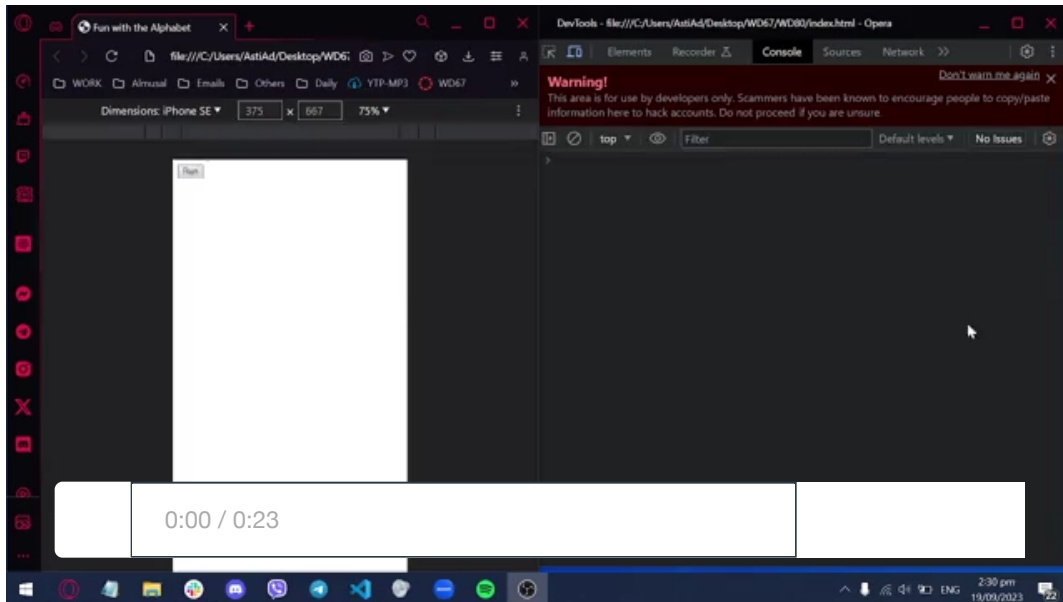 Fun with the Alphabet
DevTools - file:///C:/Users/AstiAd/Desktop/WD67/WD80/index.html - Opera
file:///C:/Users/AstiAd/Desktop/WD67
Elements Recorder Console Sources Network
WORK Almusal Emails Others Daily YTP-MP3 WD67
Warning! Don't warn me again
This area is for use by developers only. Scammers have been known to encourage people to copy/paste
information here to hack accounts. Do not proceed if you are unsure.
Dimensions: iPhone SE 375 x 667 75%
top Filter Default levels No Issues
0:00 / 0:23
ENG
2:30 pm
19/09/2023
22